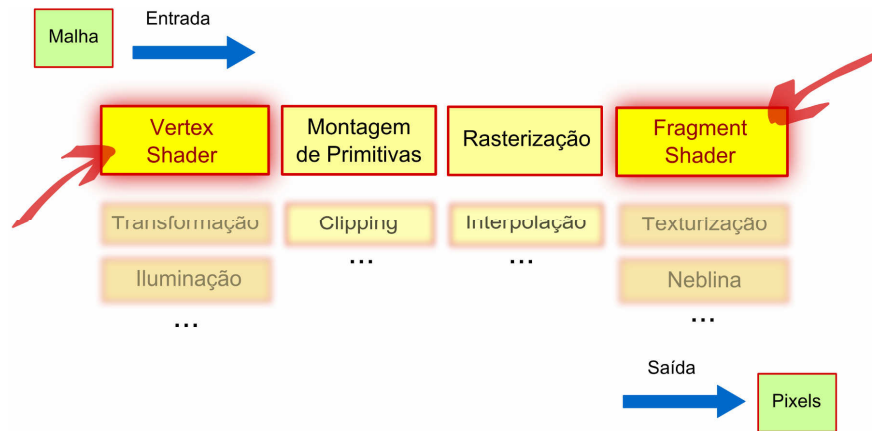 Malha
Entrada
Vertex
Shader
Montagem
de Primitivas
Rasterização
Fragment
Shader
Transformação
Clipping
Interpolação
Texturização
...
...
Iluminação
Neblina
...
...
Saída
Pixels